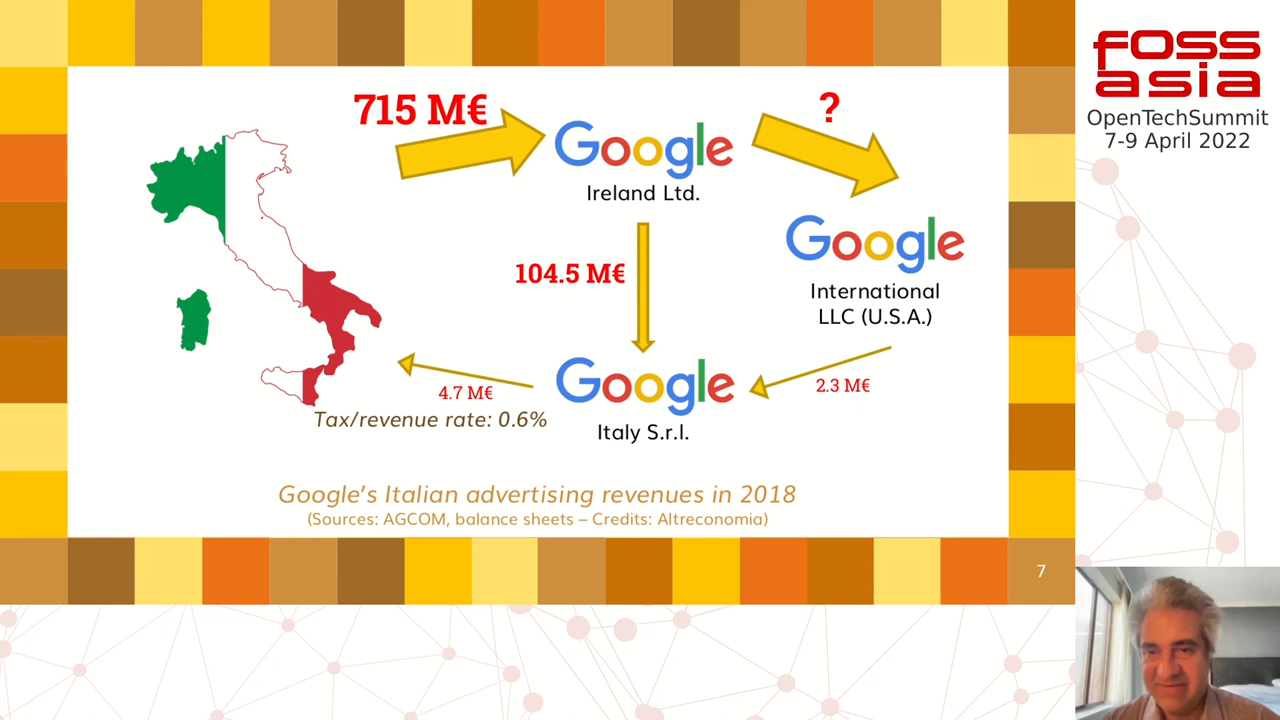 715 M€
?
Google
Ireland Ltd.
Google
International
LLC (U.S.A.)
104.5 M€
2.3 M€
Google
Italy S.r.l.
4.7 M€
Tax/revenue rate: 0.6%
Google's Italian advertising revenues in 2018
(Sources: AGCOM, balance sheets – Credits: Altreconomia)
7
foss
asia
OpenTechSummit
7-9 April 2022